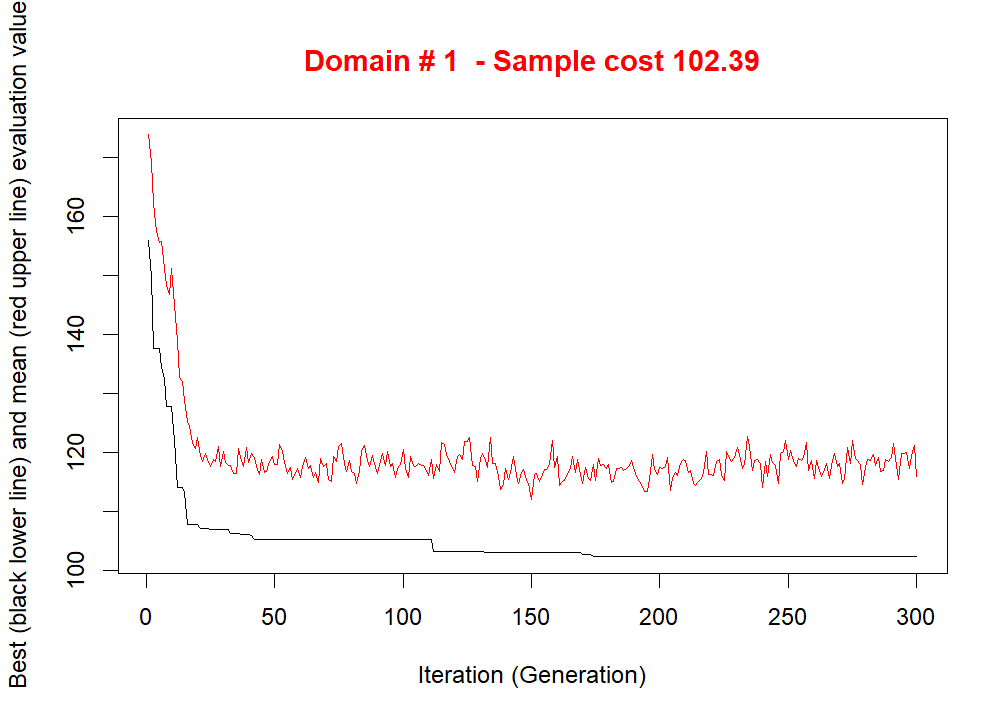 Domain # 1  - Sample cost 102.39
Best (black lower line) and mean (red upper line) evaluation value
160
140
120
100
0 50 100 150 200 250 300
Iteration (Generation)